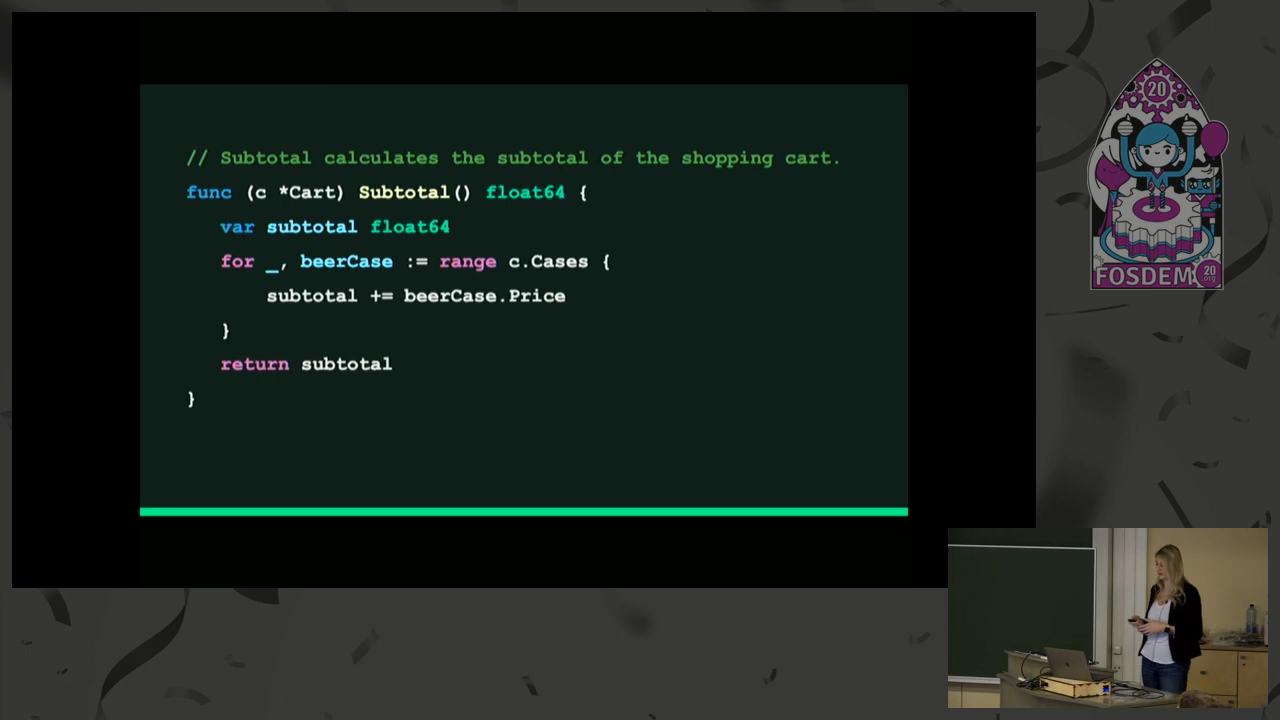 // Subtotal calculates the subtotal of the shopping cart.
func (c *Cart) Subtotal() float64 {
var subtotal float64
for _, beerCase := range c.Cases {
subtotal += beerCase.Price
}
return subtotal
}
20
FOSDEM
20
.org